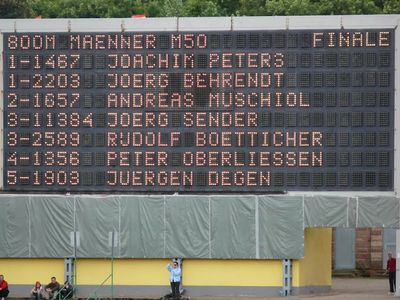 800M MAENNER M50 FINALE
1-1467 JOACHIM PETERS
1-2203 JOERG BEHRENDT
2-1657 ANDREAS MUSCHIOL
3-11384 JOERG SENDER
3-2589 RUDOLF BOETTICHER
4-1356 PETER OBERLIESSEN
5-1903 JUERGEN DEGEN